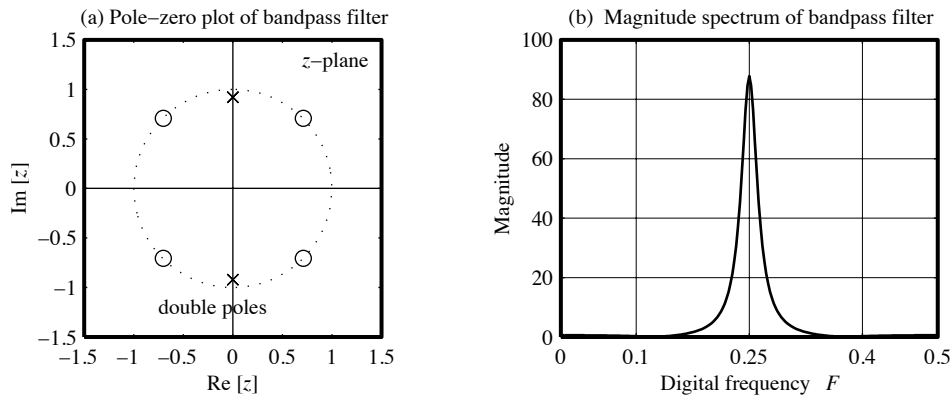 (a) Pole−zero plot of bandpass filter
1.5
1
0.5
0
−0.5
−1
−1.5
z−plane
double poles
Im [z]
−1.5 −1 −0.5 0 0.5 1 1.5
Re [z]
(b) Magnitude spectrum of bandpass filter
100
80
60
40
20
0
Magnitude
0 0.1 0.25 0.4 0.5
Digital frequency F